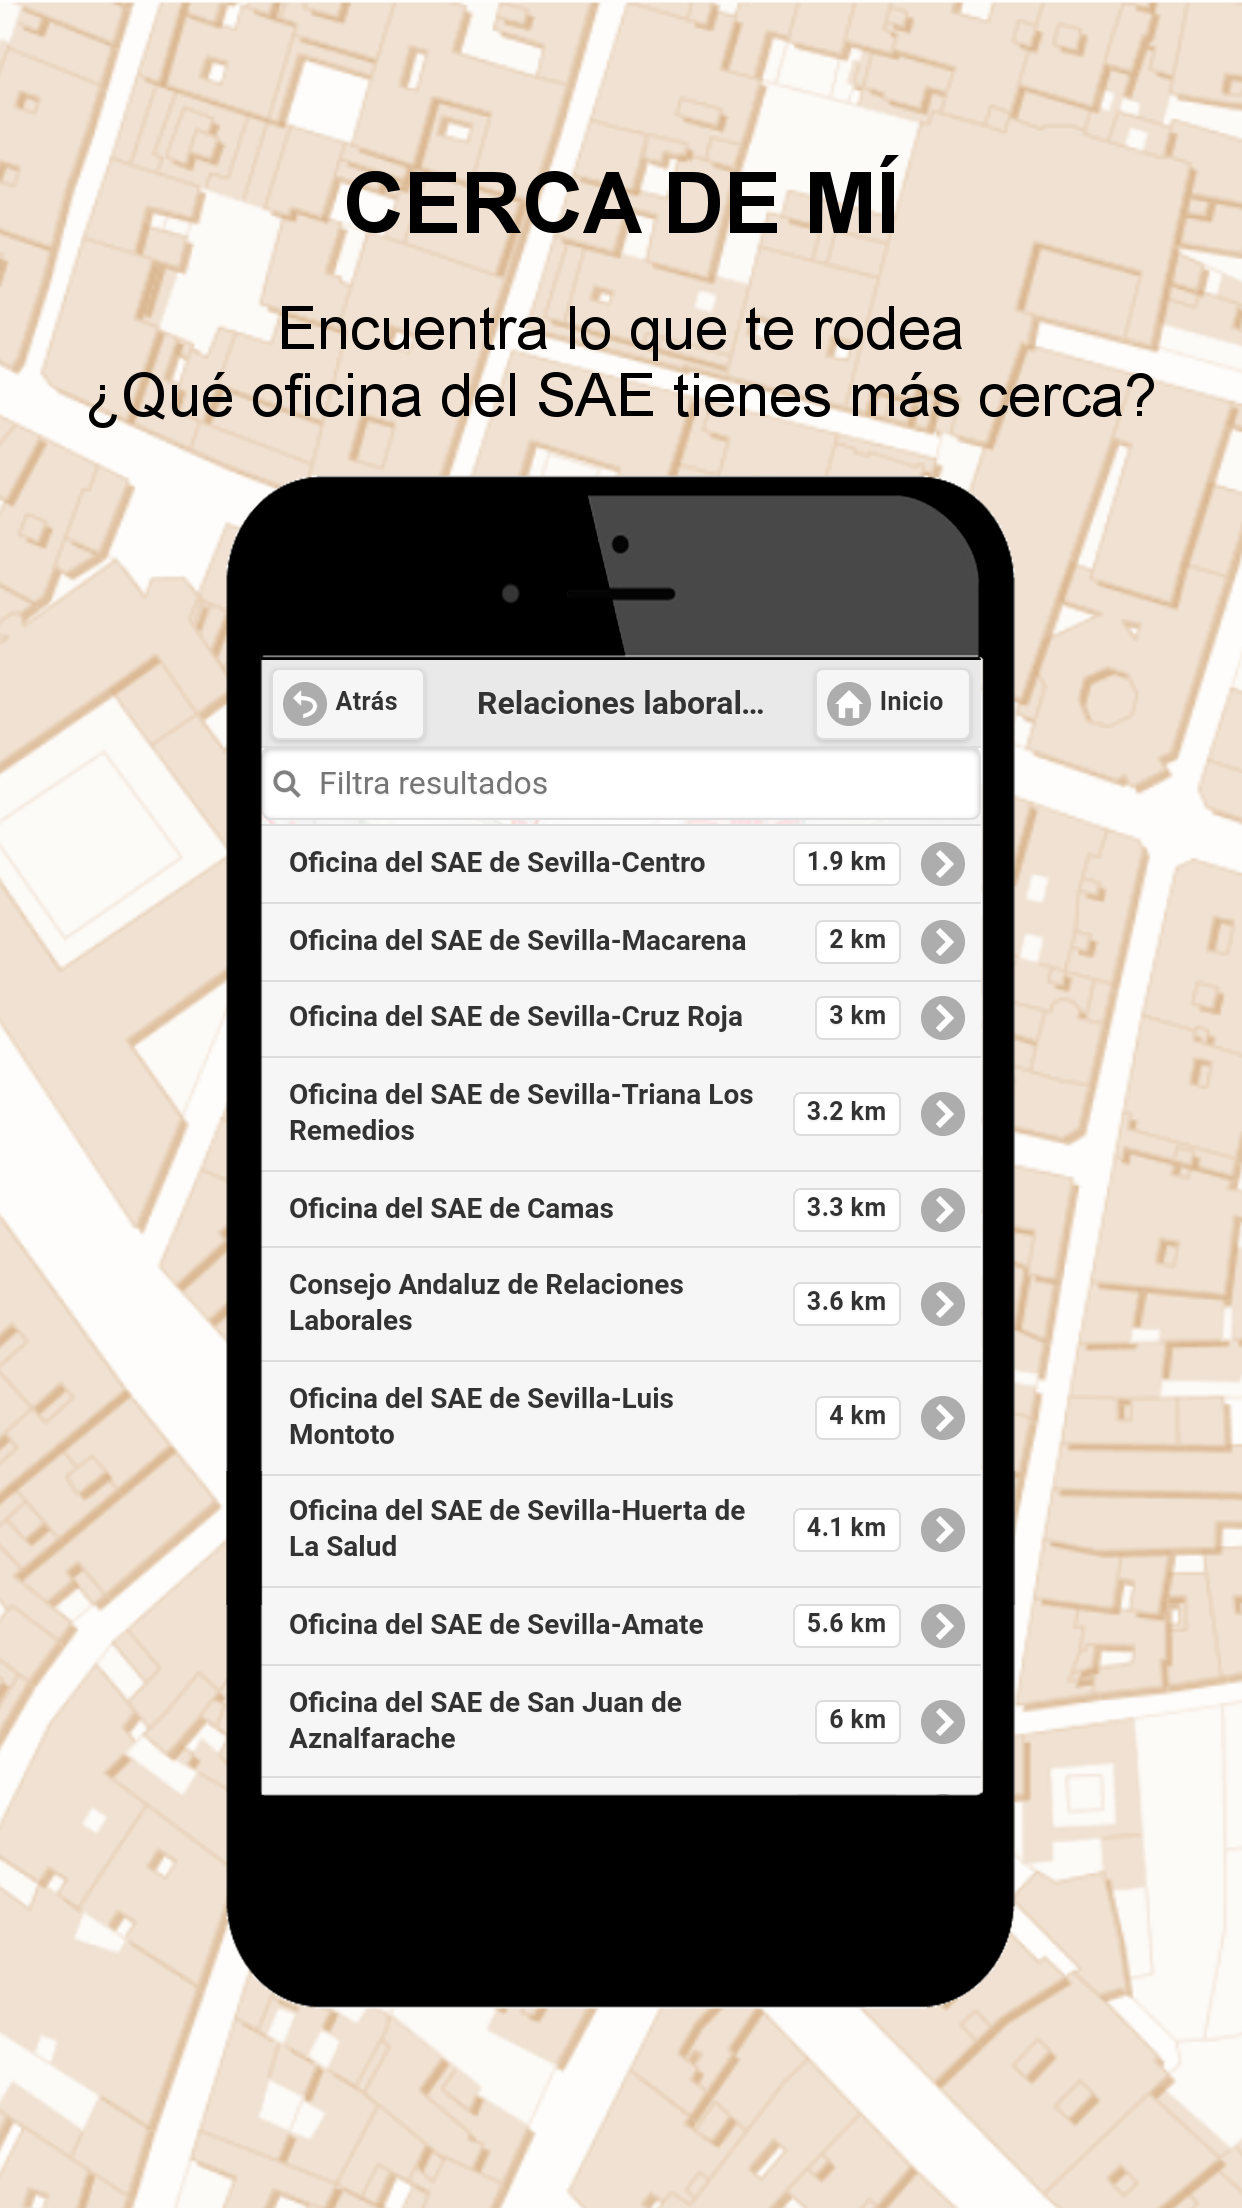 CERCA DE MÍ
Encuentra lo que te rodea
¿Qué oficina del SAE tienes más cerca?
Atrás
Relaciones laboral...
Inicio
Filtra resultados
Oficina del SAE de Sevilla-Centro
1.9 km
Oficina del SAE de Sevilla-Macarena
2 km
Oficina del SAE de Sevilla-Cruz Roja
3 km
Oficina del SAE de Sevilla-Triana Los
Remedios
3.2 km
Oficina del SAE de Camas
3.3 km
Consejo Andaluz de Relaciones
Laborales
3.6 km
Oficina del SAE de Sevilla-Luis
Montoto
4 km
Oficina del SAE de Sevilla-Huerta de
La Salud
4.1 km
Oficina del SAE de Sevilla-Amate
5.6 km
Oficina del SAE de San Juan de
Aznalfarache
6 km